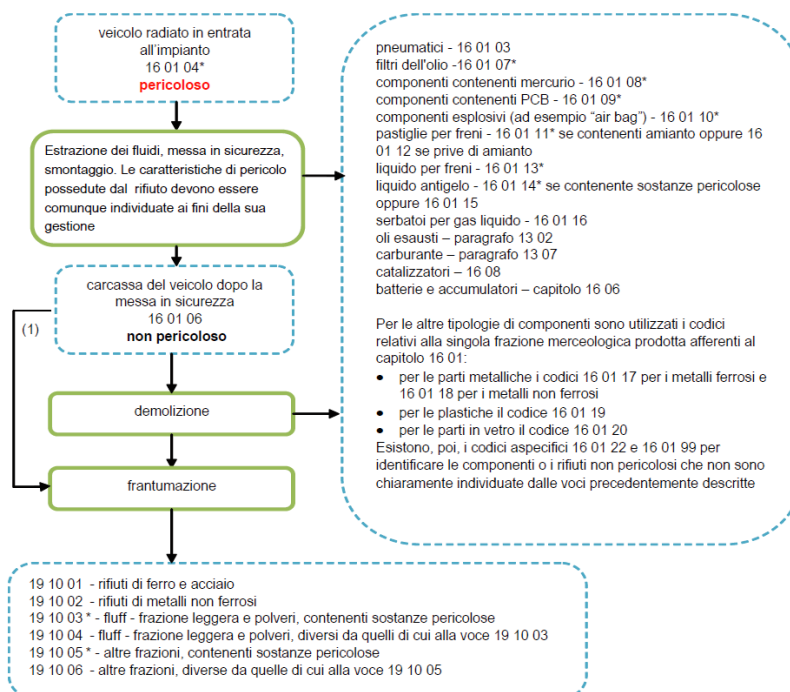 veicolo radiato in entrata
all'impianto
16 01 04*
pericoloso
Estrazione dei fluidi, messa in sicurezza,
smontaggio. Le caratteristiche di pericolo
possedute dal rifiuto devono essere
comunque individuate ai fini della sua
gestione
carcassa del veicolo dopo la
messa in sicurezza
16 01 06
non pericoloso
(1)
demolizione
frantumazione
pneumatici - 16 01 03
filtri dell'olio -16 01 07*
componenti contenenti mercurio - 16 01 08*
componenti contenenti PCB - 16 01 09*
componenti esplosivi (ad esempio “air bag”) - 16 01 10*
pastiglie per freni - 16 01 11* se contenenti amianto oppure 16
01 12 se prive di amianto
liquido per freni - 16 01 13*
liquido antigelo - 16 01 14* se contenente sostanze pericolose
oppure 16 01 15
serbatoi per gas liquido - 16 01 16
oli esausti – paragrafo 13 02
carburante – paragrafo 13 07
catalizzatori – 16 08
batterie e accumulatori – capitolo 16 06
Per le altre tipologie di componenti sono utilizzati i codici
relativi alla singola frazione merceologica prodotta afferenti al
capitolo 16 01:
• per le parti metalliche i codici 16 01 17 per i metalli ferrosi e
16 01 18 per i metalli non ferrosi
• per le plastiche il codice 16 01 19
• per le parti in vetro il codice 16 01 20
Esistono, poi, i codici aspecifici 16 01 22 e 16 01 99 per
identificare le componenti o i rifiuti non pericolosi che non sono
chiaramente individuate dalle voci precedentemente descritte
19 10 01 - rifiuti di ferro e acciaio
19 10 02 - rifiuti di metalli non ferrosi
19 10 03 * - fluff - frazione leggera e polveri, contenenti sostanze pericolose
19 10 04 - fluff - frazione leggera e polveri, diversi da quelli di cui alla voce 19 10 03
19 10 05 * - altre frazioni, contenenti sostanze pericolose
19 10 06 - altre frazioni, diverse da quelle di cui alla voce 19 10 05